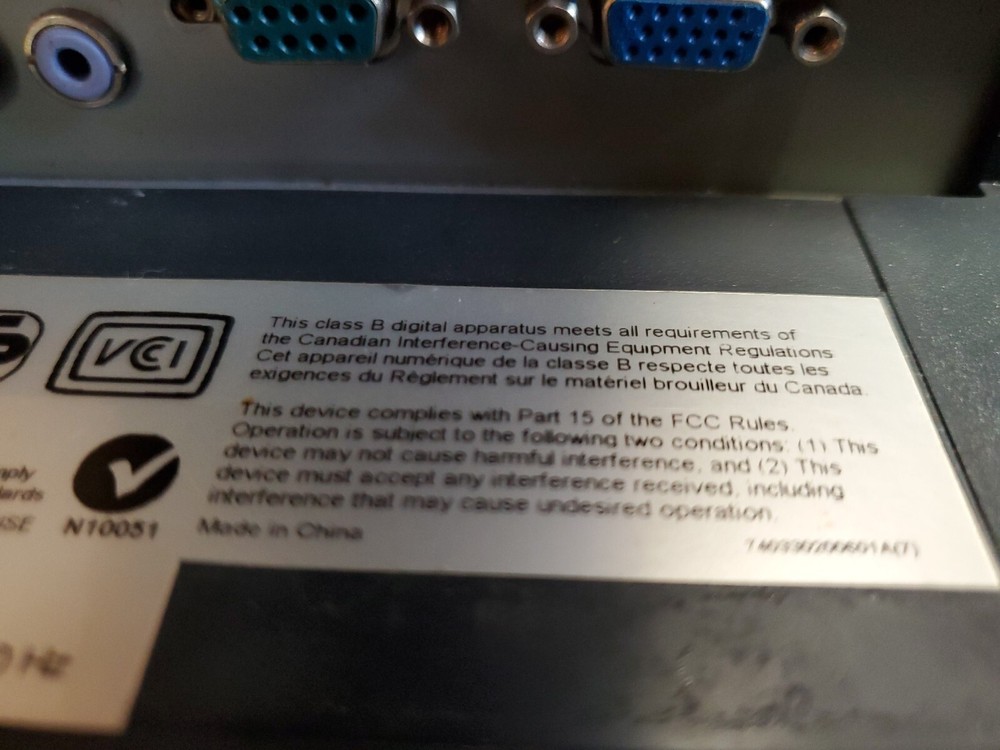 This class B digital apparatus meets all requirements of
the Canadian Interference-Causing Equipment Regulations
Cet appareil numérique de la classe B respecte toutes les
exigences du Règlement sur le matériel brouilleur du Canada.
This device complies with Part 15 of the FCC Rules.
Operation is subject to the following two conditions: (1) This
device may not cause harmful interference, and (2) This
device must accept any interference received, including
interference that may cause undesired operation.
Made in China
VCCI
N10051
Hz